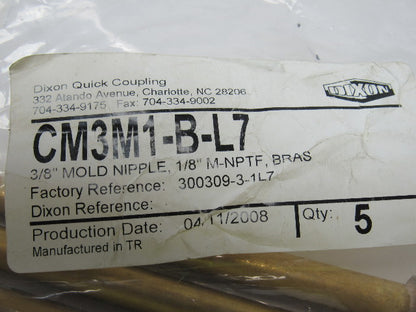 Dixon Quick Coupling
332 Atando Avenue, Charlotte, NC 28206
704-334-9175 Fax: 704-334-9002
DIXON
CM3M1-B-L7
3/8" MOLD NIPPLE, 1/8" M-NPTF, BRAS
Factory Reference: 300309-3-1L7
Dixon Reference:
Production Date: 04/11/2008
Qty: 5
Manufactured in TR